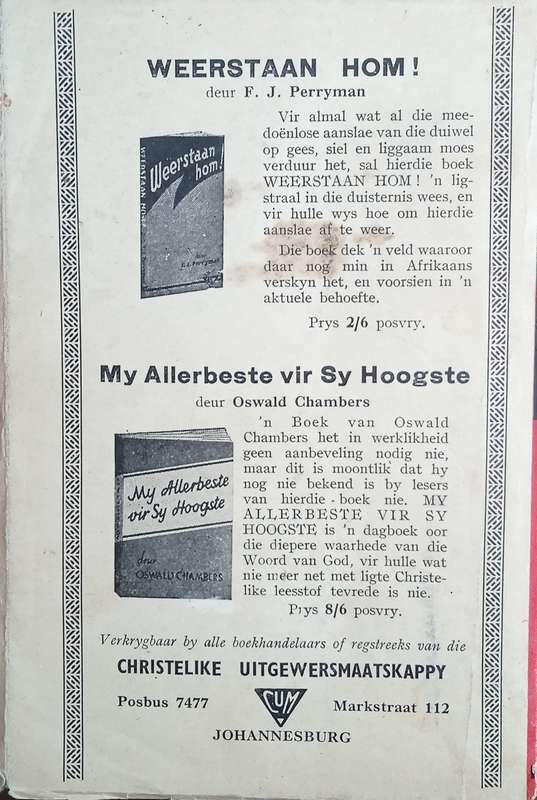 WEERSTAAN HOM!
deur F. J. Perryman
Vir almal wat al die mee-
doënlose aanslae van die duiwel
op gees, siel en liggaam moes
verduur het, sal hierdie boek
WEERSTAAN HOM! 'n lig-
straal in die duisternis wees, en
vir hulle wys hoe om hierdie
aanslae af te weer.
Die boek dek 'n veld waaroor
daar nog min in Afrikaans
verskyn het, en voorsien in 'n
aktuele behoefte.
Prys 2/6 posvry.
WEERSTAAN HOM!
Weerstaan
hom!
F. J. Perryman
My Allerbeste vir Sy Hoogste
deur Oswald Chambers
'n Boek van Oswald
Chambers het in werklikheid
geen aanbeveling nodig nie,
maar dit is moontlik dat hy
nog nie bekend is by lesers
van hierdie - boek nie. MY
ALLERBESTE VIR SY
HOOGSTE is 'n dagboek oor
die diepere waarhede van die
Woord van God, vir hulle wat
nie meer net met ligte Christe-
like leesstof tevrede is nie.
Prys 8/6 posvry.
My Allerbeste
vir Sy Hoogste
deur
OSWALD CHAMBERS
Verkrygbaar by alle boekhandelaars of regstreeks van die
CHRISTELIKE UITGEWERSMAATSKAPPY
Posbus 7477
CUM
Markstraat 112
JOHANNESBURG